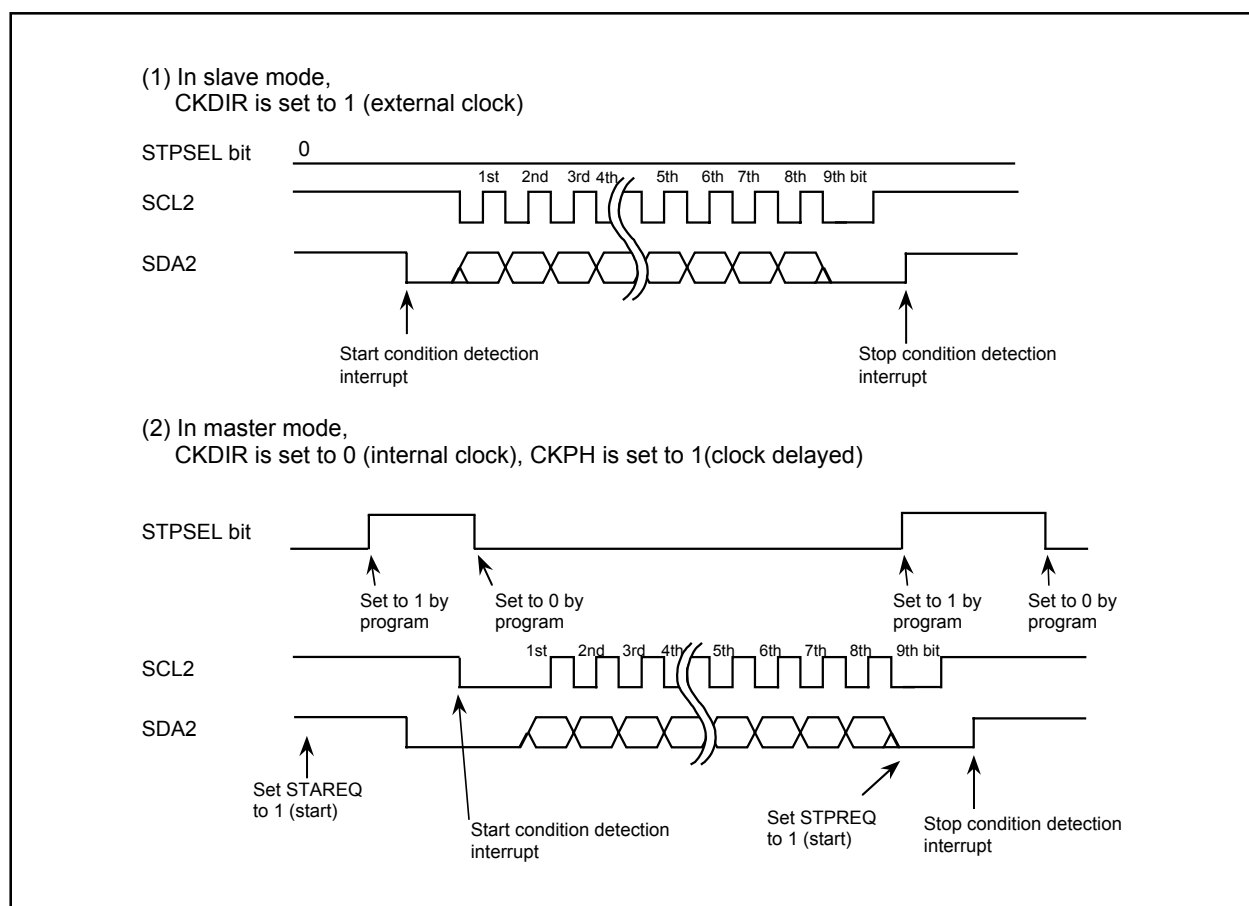 (1) In slave mode,
CKDIR is set to 1 (external clock)
STPSEL bit
0
1st 2nd 3rd 4th 5th 6th 7th 8th 9th bit
SCL2
SDA2
Start condition detection
interrupt
Stop condition detection
interrupt
(2) In master mode,
CKDIR is set to 0 (internal clock), CKPH is set to 1(clock delayed)
STPSEL bit
Set to 1 by
program
Set to 0 by
program
Set to 1 by
program
Set to 0 by
program
1st 2nd 3rd 4th 5th 6th 7th 8th 9th bit
SCL2
SDA2
Set STAREQ
to 1 (start)
Start condition detection
interrupt
Set STPREQ
to 1 (start)
Stop condition detection
interrupt